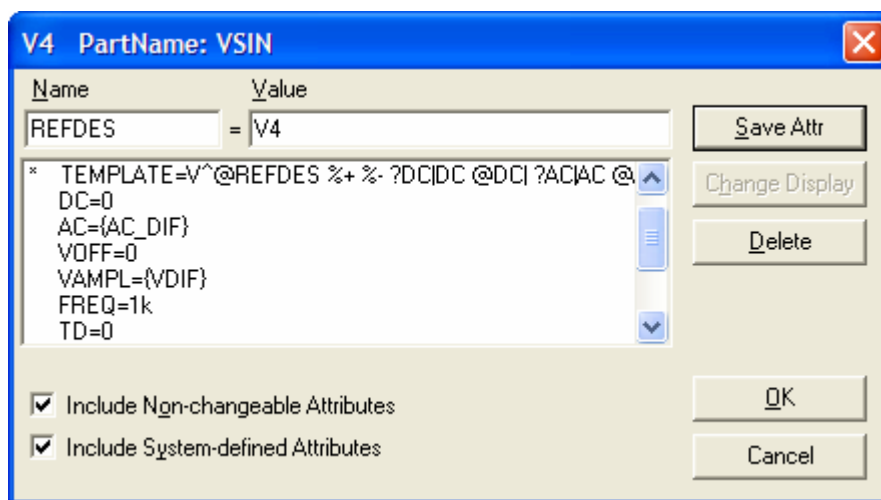 V4 PartName: VSIN
Name Value
REFDES = V4
Save Attr
* TEMPLATE=V^@REFDES %+ %- ?DC|DC @DC| ?AC|AC @
Change Display
DC=0
AC={AC_DIF}
Delete
VOFF=0
VAMPL={VDIF}
FREQ=1k
TD=0
Include Non-changeable Attributes
OK
Include System-defined Attributes
Cancel